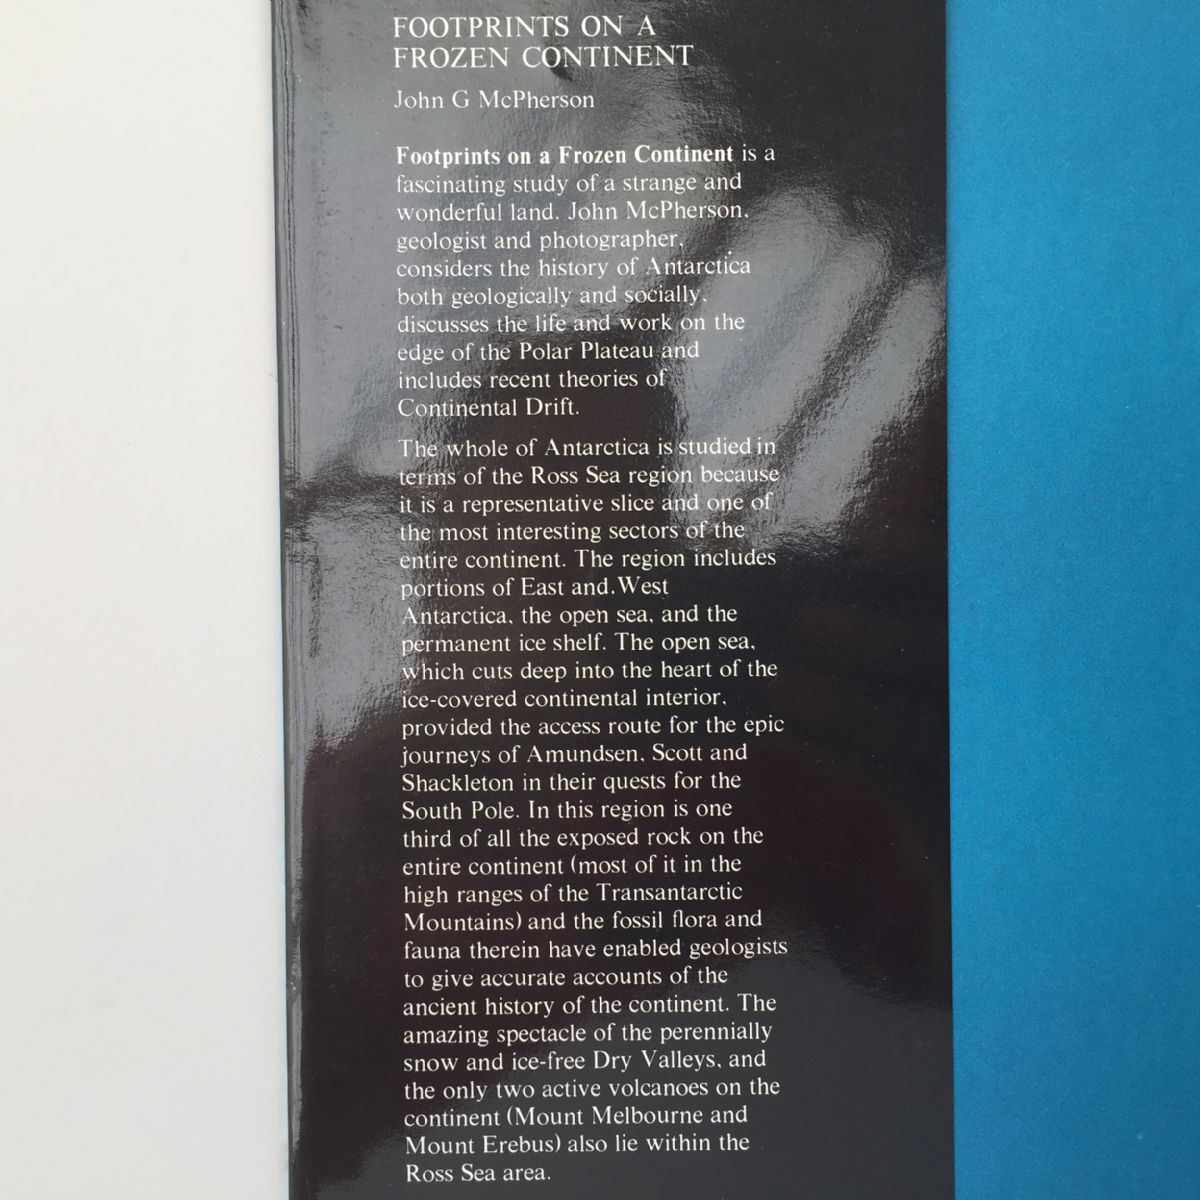 FOOTPRINTS ON A
FROZEN CONTINENT
John G McPherson
Footprints on a Frozen Continent is a
fascinating study of a strange and
wonderful land. John McPherson,
geologist and photographer,
considers the history of Antarctica
both geologically and socially,
discusses the life and work on the
edge of the Polar Plateau and
includes recent theories of
Continental Drift.
The whole of Antarctica is studied in
terms of the Ross Sea region because
it is a representative slice and one of
the most interesting sectors of the
entire continent. The region includes
portions of East and West
Antarctica, the open sea, and the
permanent ice shelf. The open sea,
which cuts deep into the heart of the
ice-covered continental interior,
provided the access route for the epic
journeys of Amundsen, Scott and
Shackleton in their quests for the
South Pole. In this region is one
third of all the exposed rock on the
entire continent (most of it in the
high ranges of the Transantarctic
Mountains) and the fossil flora and
fauna therein have enabled geologists
to give accurate accounts of the
ancient history of the continent. The
amazing spectacle of the perennially
snow and ice-free Dry Valleys, and
the only two active volcanoes on the
continent (Mount Melbourne and
Mount Erebus) also lie within the
Ross Sea area.